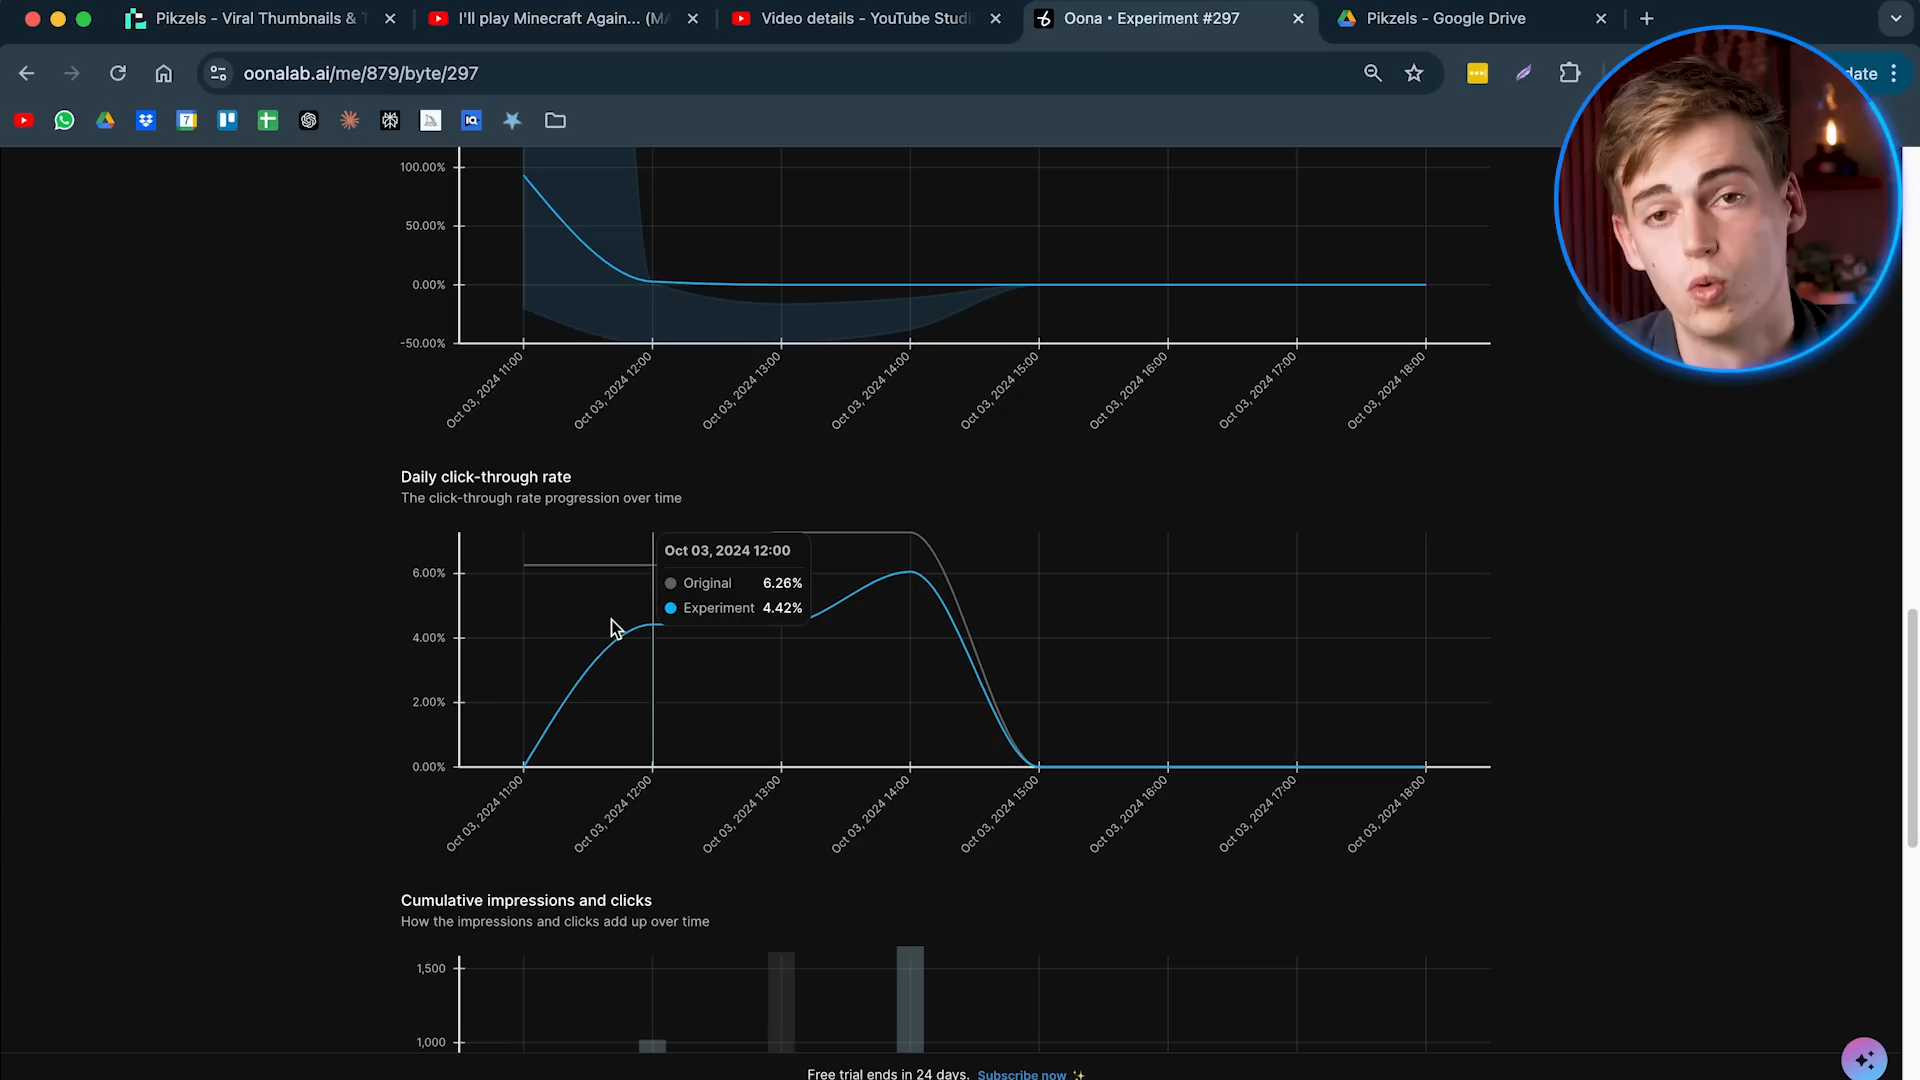 Pikzels - Viral Thumbnails & T
I'll play Minecraft Again... (MA
Video details - YouTube Studi
Oona • Experiment #297
Pikzels - Google Drive
oonalab.ai/me/879/byte/297
date
7
IQ
100.00%
50.00%
0.00%
-50.00%
Oct 03, 2024 11:00
Oct 03, 2024 12:00
Oct 03, 2024 13:00
Oct 03, 2024 14:00
Oct 03, 2024 15:00
Oct 03, 2024 16:00
Oct 03, 2024 17:00
Oct 03, 2024 18:00
Daily click-through rate
The click-through rate progression over time
Oct 03, 2024 12:00
Original 6.26%
Experiment 4.42%
6.00%
4.00%
2.00%
0.00%
Oct 03, 2024 11:00
Oct 03, 2024 12:00
Oct 03, 2024 13:00
Oct 03, 2024 14:00
Oct 03, 2024 15:00
Oct 03, 2024 16:00
Oct 03, 2024 17:00
Oct 03, 2024 18:00
Cumulative impressions and clicks
How the impressions and clicks add up over time
1,500
1,000
Free trial ends in 24 days. Subscribe now ✨